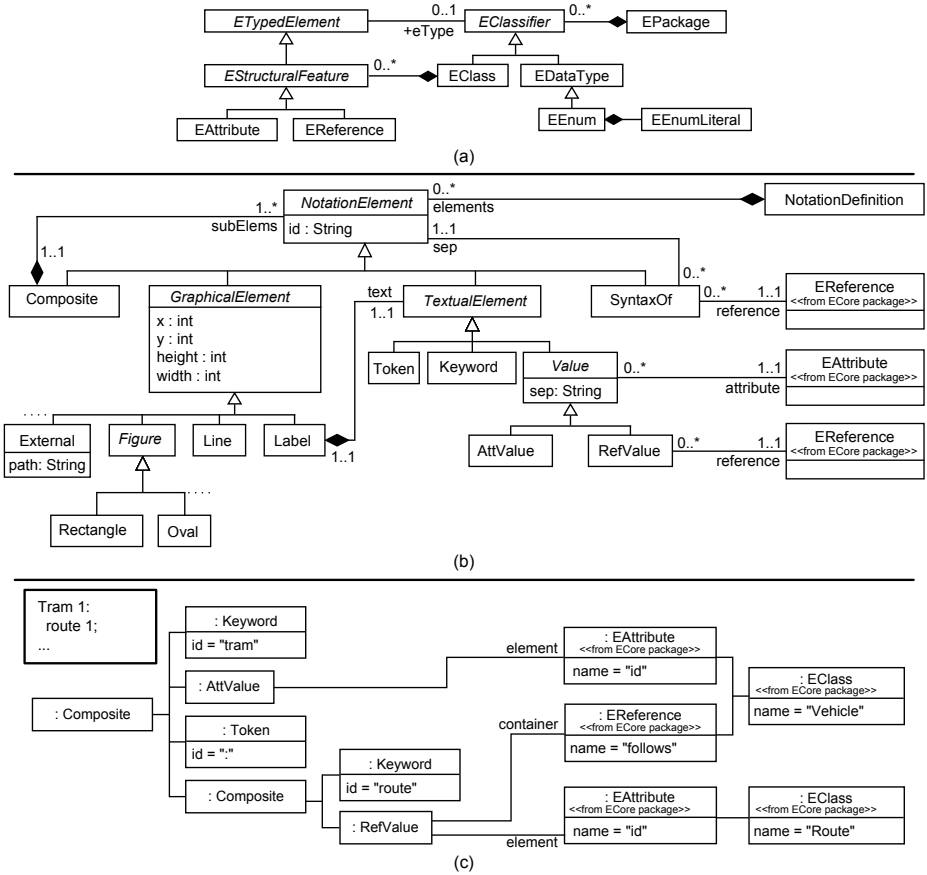 ETypedElement
0..1
+eType
EClassifier
0..*
EPackage
EStructuralFeature
0..*
EClass
EDataType
EAttribute
EReference
EEnum
EEnumLiteral
(a)
NotationElement
id : String
0..*
elements
NotationDefinition
1..*
subElems
1..1
sep
1..1
0..*
Composite
GraphicalElement
x : int
y : int
height : int
width : int
text
1..1
TextualElement
SyntaxOf
0..*
1..1
reference
EReference
<<from ECore package>>
Token
Keyword
Value
sep: String
0..*
1..1
attribute
EAttribute
<<from ECore package>>
....
External
path: String
Figure
Line
Label
1..1
AttValue
RefValue
0..*
1..1
reference
EReference
<<from ECore package>>
....
Rectangle
Oval
(b)
Tram 1:
route 1;
...
: Keyword
id = "tram"
: AttValue
: Composite
: Token
id = ":"
: Composite
: Keyword
id = "route"
: RefValue
element
: EAttribute
<<from ECore package>>
name = "id"
container
: EReference
<<from ECore package>>
name = "follows"
: EClass
<<from ECore package>>
name = "Vehicle"
element
: EAttribute
<<from ECore package>>
name = "id"
: EClass
<<from ECore package>>
name = "Route"
(c)